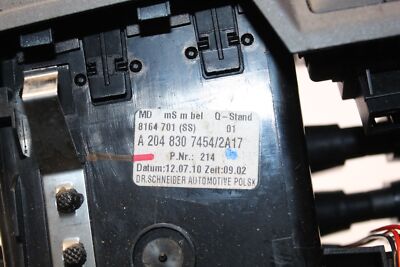 MD mS m bel Q-Stand
8164 701 (SS) 01
A 204 830 7454/2A17
P.Nr.: 214
Datum:12.07.10 Zeit:09.02
DR.SCHNEIDER AUTOMOTIVE POLSK